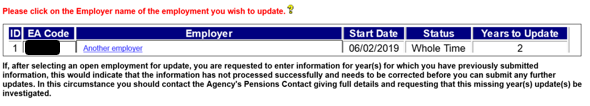 Please click on the Employer name of the employment you wish to update. ?
ID EA Code Employer Start Date Status Years to Update
1 Another employer 06/02/2019 Whole Time 2
If, after selecting an open employment for update, you are requested to enter information for year(s) for which you have previously submitted
information, this would indicate that the information has not processed successfully and needs to be corrected before you can submit any further
updates. In this circumstance you should contact the Agency's Pensions Contact giving full details and requesting that this missing year(s) update(s) be
investigated.